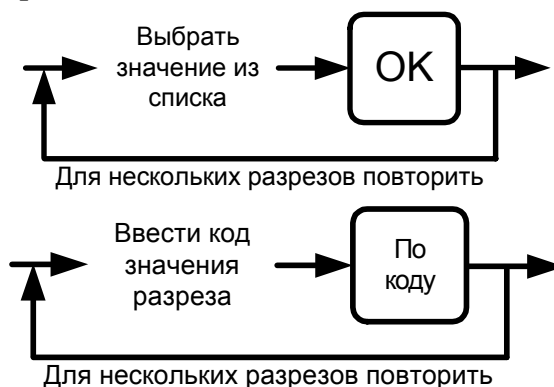 Выбрать
значение из
списка
OK
Для нескольких разрезов повторить
Ввести код
значения
разреза
По
коду
Для нескольких разрезов повторить